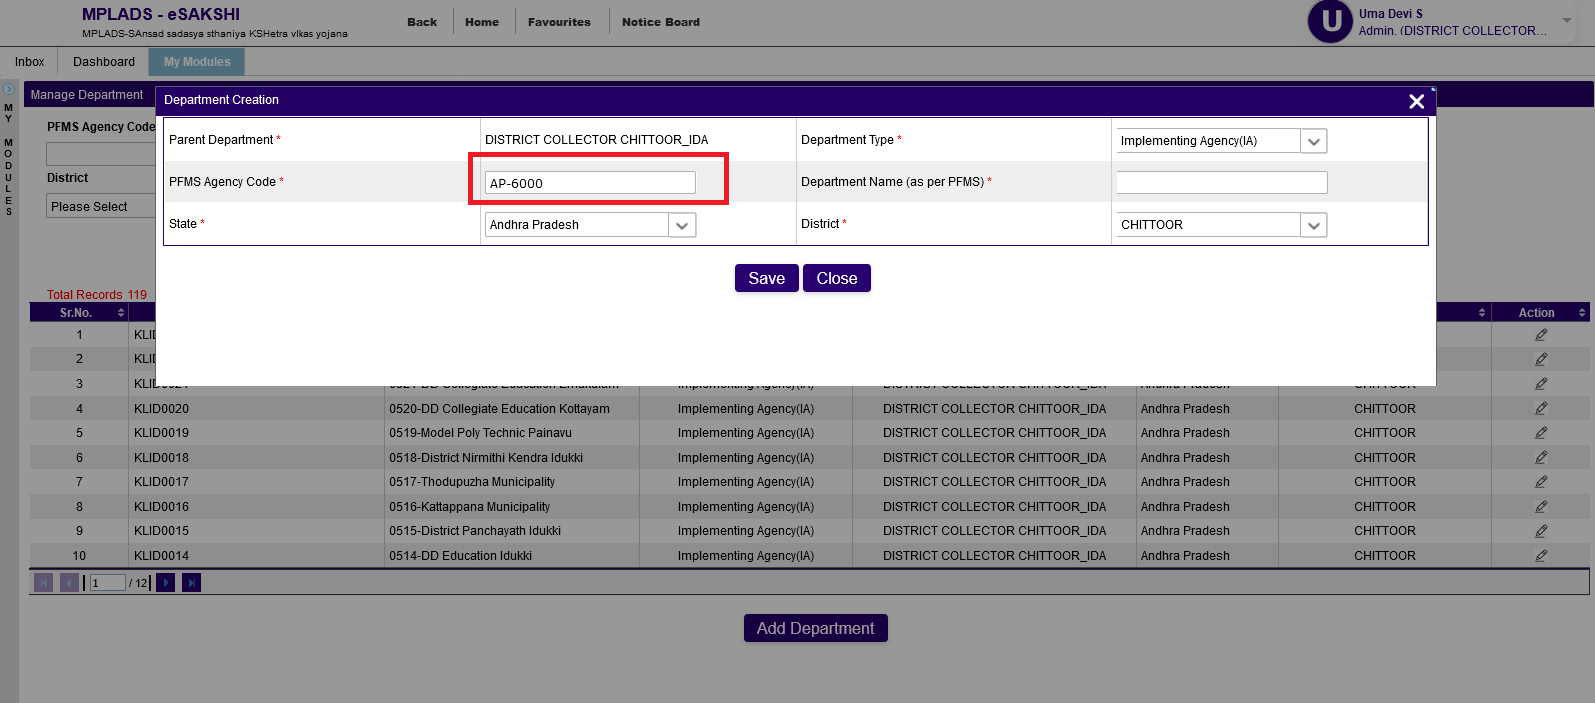 MPLADS - eSAKSHI
MPLADS-SAnsad sadasya sthaniya KSHetra vIkas yojana
Back Home Favourites Notice Board
U
Uma Devi S
Admin. (DISTRICT COLLECTOR...
Inbox Dashboard My Modules
MY MODULES
Manage Department
Department Creation
PFMS Agency Code
District
Please Select
Parent Department * DISTRICT COLLECTOR CHITTOOR_IDA Department Type * Implementing Agency(IA)
PFMS Agency Code * AP-6000 Department Name (as per PFMS) *
State * Andhra Pradesh District * CHITTOOR
Save Close
Total Records 119
Sr.No. Action
1 KLI
2 KLI
3
4 KLID0020 0520-DD Collegiate Education Kottayam Implementing Agency(IA) DISTRICT COLLECTOR CHITTOOR_IDA Andhra Pradesh CHITTOOR
5 KLID0019 0519-Model Poly Technic Painavu Implementing Agency(IA) DISTRICT COLLECTOR CHITTOOR_IDA Andhra Pradesh CHITTOOR
6 KLID0018 0518-District Nirmithi Kendra Idukki Implementing Agency(IA) DISTRICT COLLECTOR CHITTOOR_IDA Andhra Pradesh CHITTOOR
7 KLID0017 0517-Thodupuzha Municipality Implementing Agency(IA) DISTRICT COLLECTOR CHITTOOR_IDA Andhra Pradesh CHITTOOR
8 KLID0016 0516-Kattappana Municipality Implementing Agency(IA) DISTRICT COLLECTOR CHITTOOR_IDA Andhra Pradesh CHITTOOR
9 KLID0015 0515-District Panchayath Idukki Implementing Agency(IA) DISTRICT COLLECTOR CHITTOOR_IDA Andhra Pradesh CHITTOOR
10 KLID0014 0514-DD Education Idukki Implementing Agency(IA) DISTRICT COLLECTOR CHITTOOR_IDA Andhra Pradesh CHITTOOR
1 / 12
Add Department